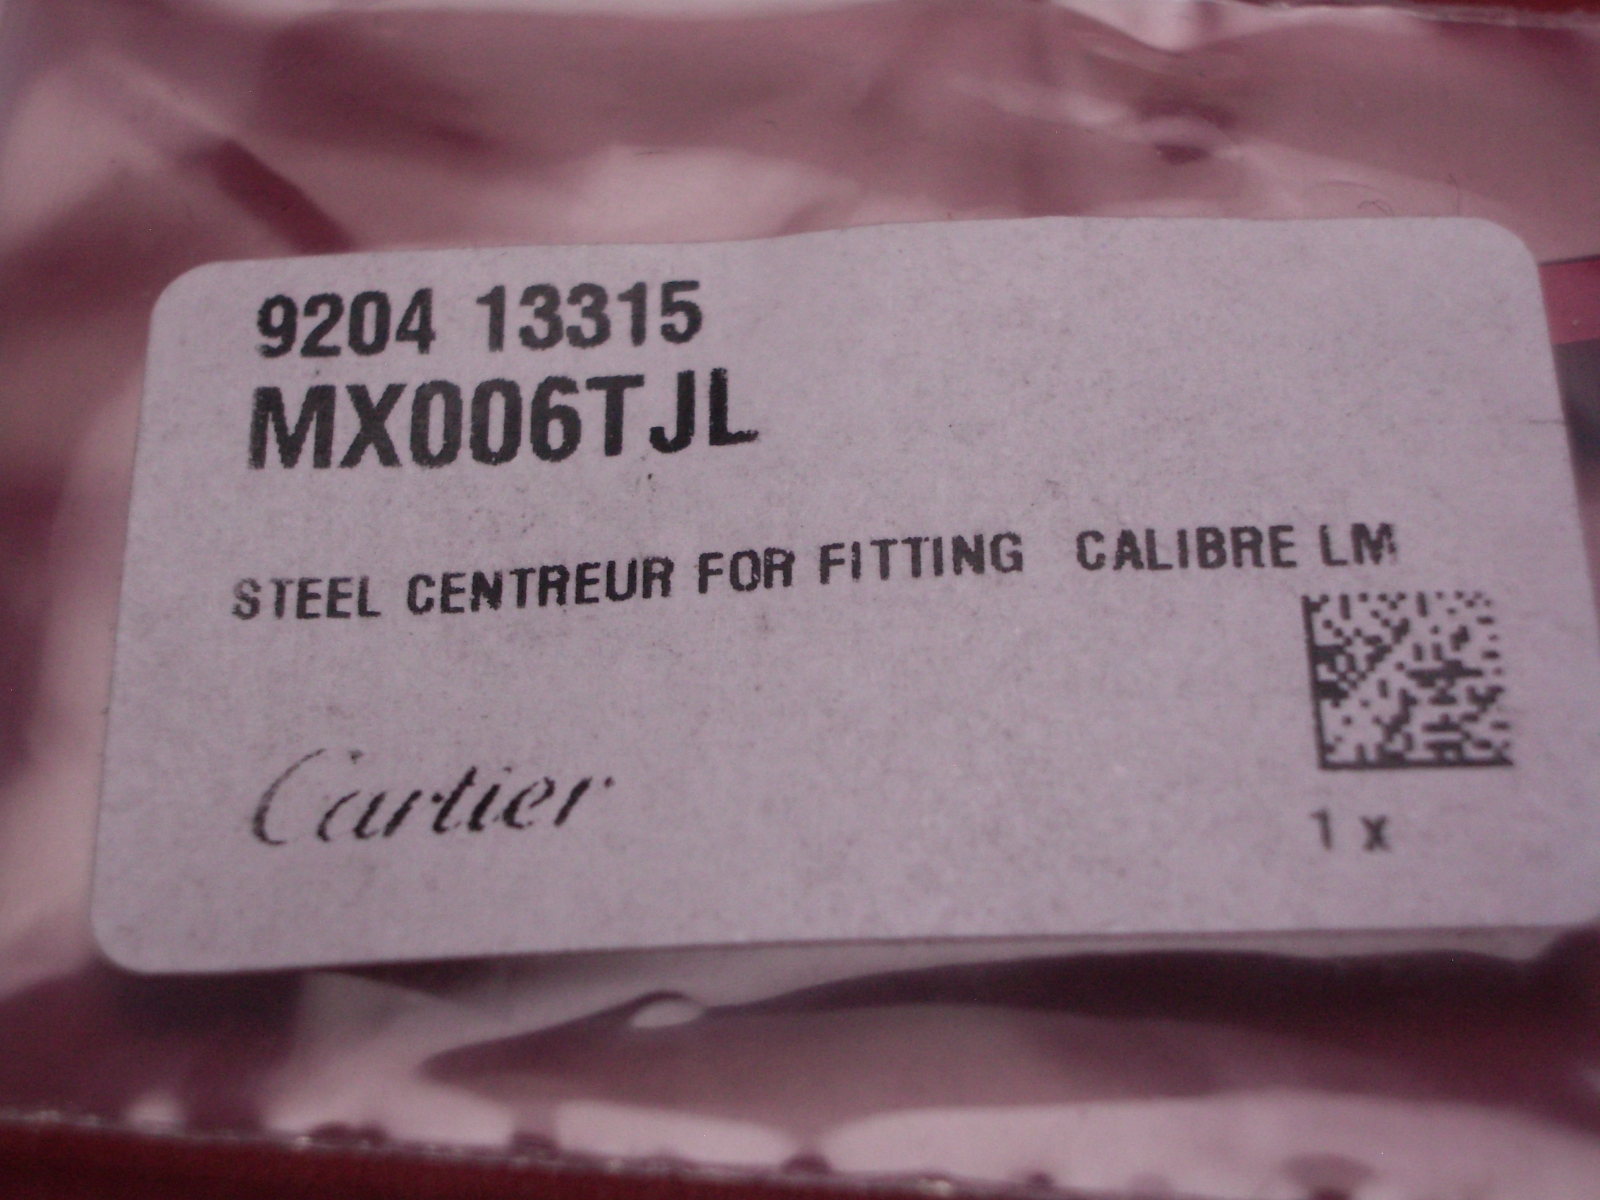 9204 13315
MX006TJL
STEEL CENTREUR FOR FITTING CALIBRE LM
Cartier
1 x